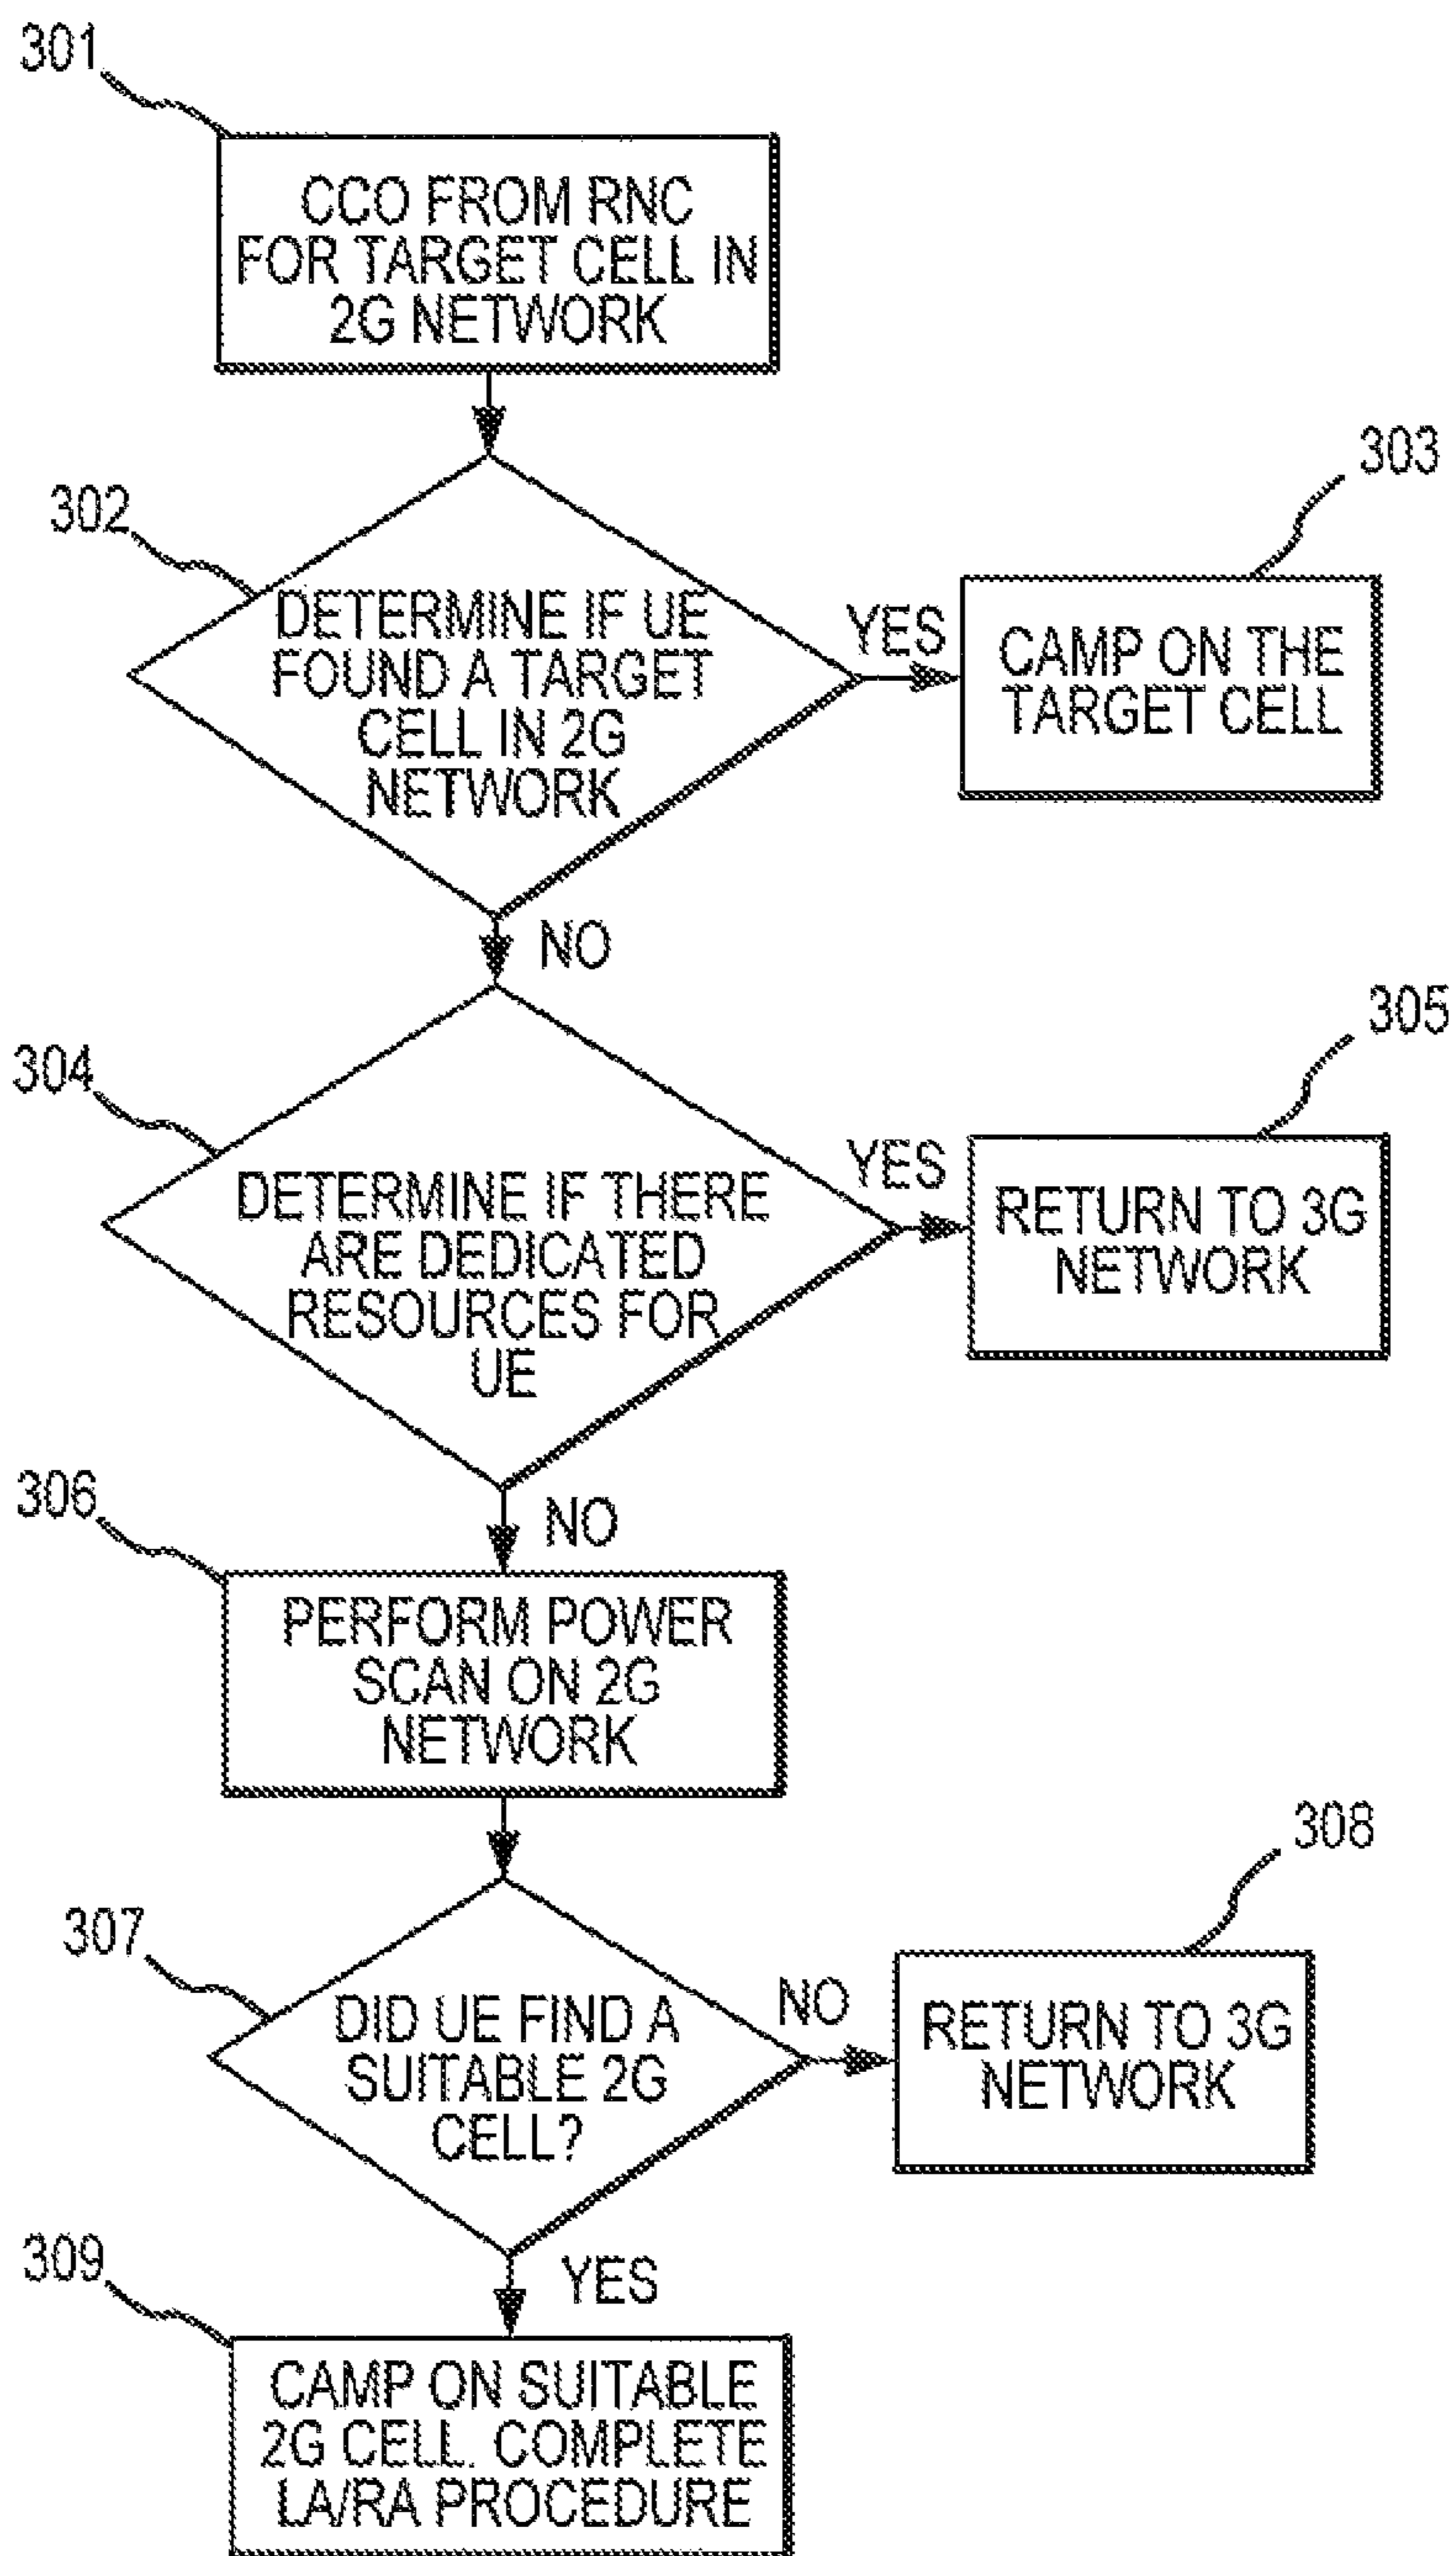 301
CCO FROM RNC
FOR TARGET CELL IN
2G NETWORK
302
DETERMINE IF UE
FOUND A TARGET
CELL IN 2G
NETWORK
YES
303
CAMP ON THE
TARGET CELL
NO
304
DETERMINE IF THERE
ARE DEDICATED
RESOURCES FOR
UE
YES
305
RETURN TO 3G
NETWORK
NO
306
PERFORM POWER
SCAN ON 2G
NETWORK
307
DID UE FIND A
SUITABLE 2G
CELL?
NO
308
RETURN TO 3G
NETWORK
YES
309
CAMP ON SUITABLE
2G CELL. COMPLETE
LA/RA PROCEDURE